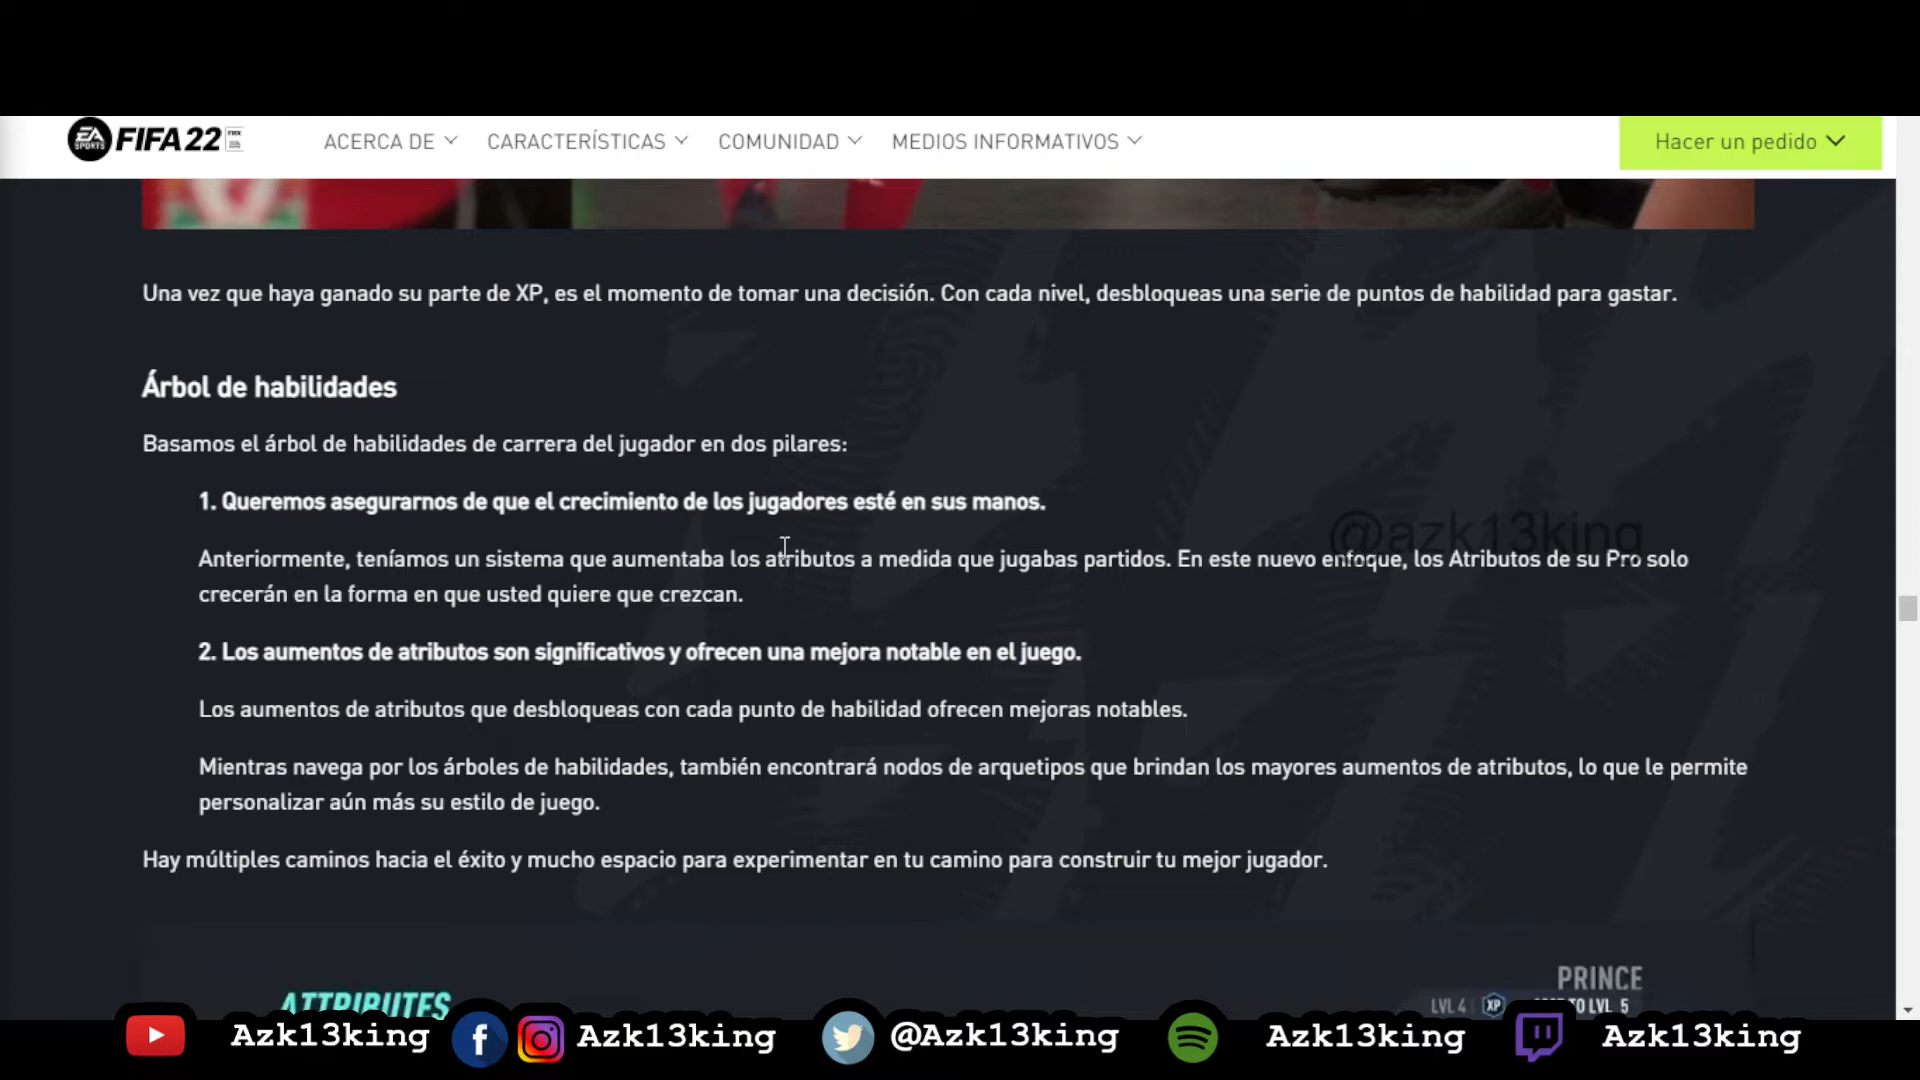 EA SPORTS FIFA 22
ACERCA DE CARACTERÍSTICAS COMUNIDAD MEDIOS INFORMATIVOS Hacer un pedido
Una vez que haya ganado su parte de XP, es el momento de tomar una decisión. Con cada nivel, desbloqueas una serie de puntos de habilidad para gastar.
Árbol de habilidades
Basamos el árbol de habilidades de carrera del jugador en dos pilares:
1. Queremos asegurarnos de que el crecimiento de los jugadores esté en sus manos.
@azk13king
Anteriormente, teníamos un sistema que aumentaba los atributos a medida que jugabas partidos. En este nuevo enfoque, los Atributos de su Pro solo
crecerán en la forma en que usted quiere que crezcan.
2. Los aumentos de atributos son significativos y ofrecen una mejora notable en el juego.
Los aumentos de atributos que desbloqueas con cada punto de habilidad ofrecen mejoras notables.
Mientras navega por los árboles de habilidades, también encontrará nodos de arquetipos que brindan los mayores aumentos de atributos, lo que le permite
personalizar aún más su estilo de juego.
Hay múltiples caminos hacia el éxito y mucho espacio para experimentar en tu camino para construir tu mejor jugador.
PRINCE
ATTRIBUTES
LVL 4 XP TO LVL 5
Azk13king Azk13king @Azk13king Azk13king Azk13king